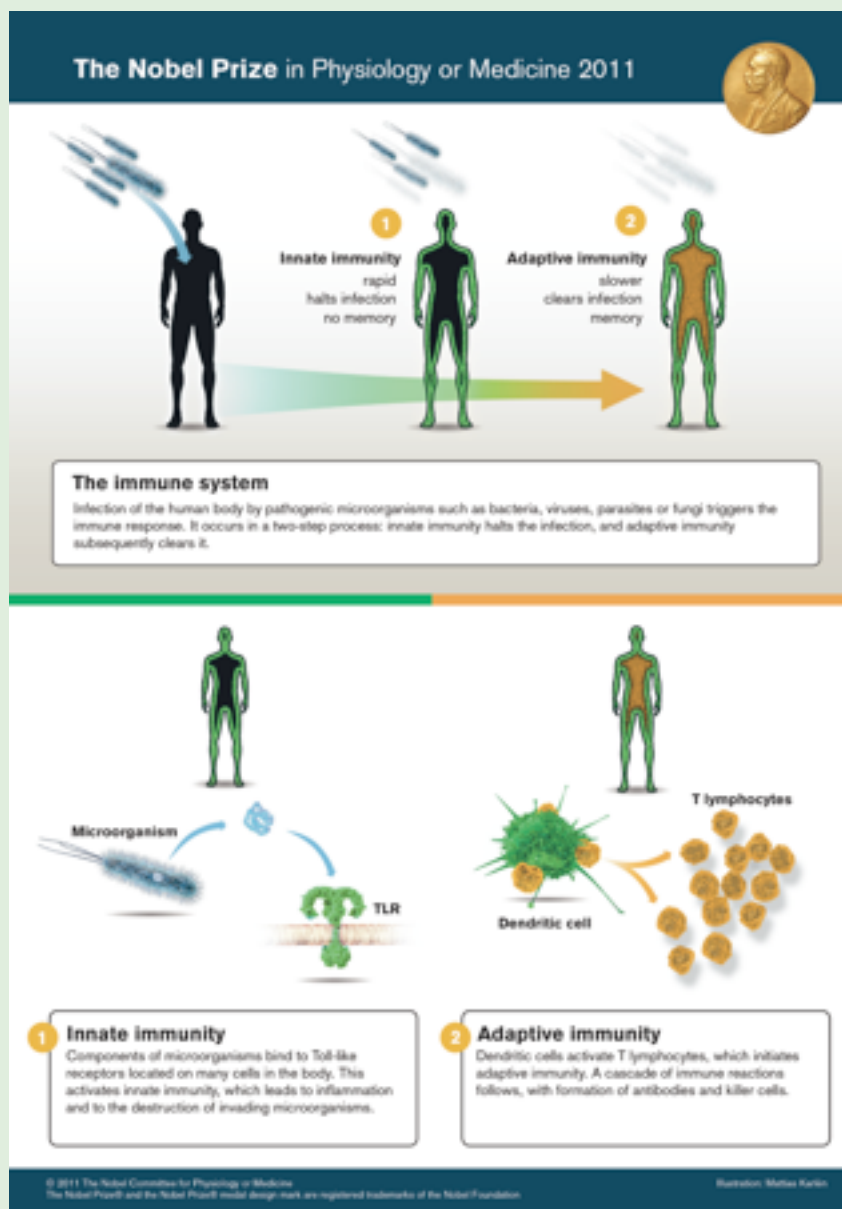 The Nobel Prize in Physiology or Medicine 2011
1
Innate immunity
rapid
halts infection
no memory
2
Adaptive immunity
slower
clears infection
memory
The immune system
Infection of the human body by pathogenic microorganisms such as bacteria, viruses, parasites or fungi triggers the
immune response. It occurs in a two-step process: innate immunity halts the infection, and adaptive immunity
subsequently clears it.
Microorganism
TLR
T lymphocytes
Dendritic cell
1
Innate immunity
Components of microorganisms bind to Toll-like
receptors located on many cells in the body. This
activates innate immunity, which leads to inflammation
and to the destruction of invading microorganisms.
2
Adaptive immunity
Dendritic cells activate T lymphocytes, which initiates
adaptive immunity. A cascade of immune reactions
follows, with formation of antibodies and killer cells.
© 2011 The Nobel Committee for Physiology or Medicine
The Nobel Prize® and the Nobel Prize® medal design mark are registered trademarks of the Nobel Foundation
Illustration: Mattias Karlén